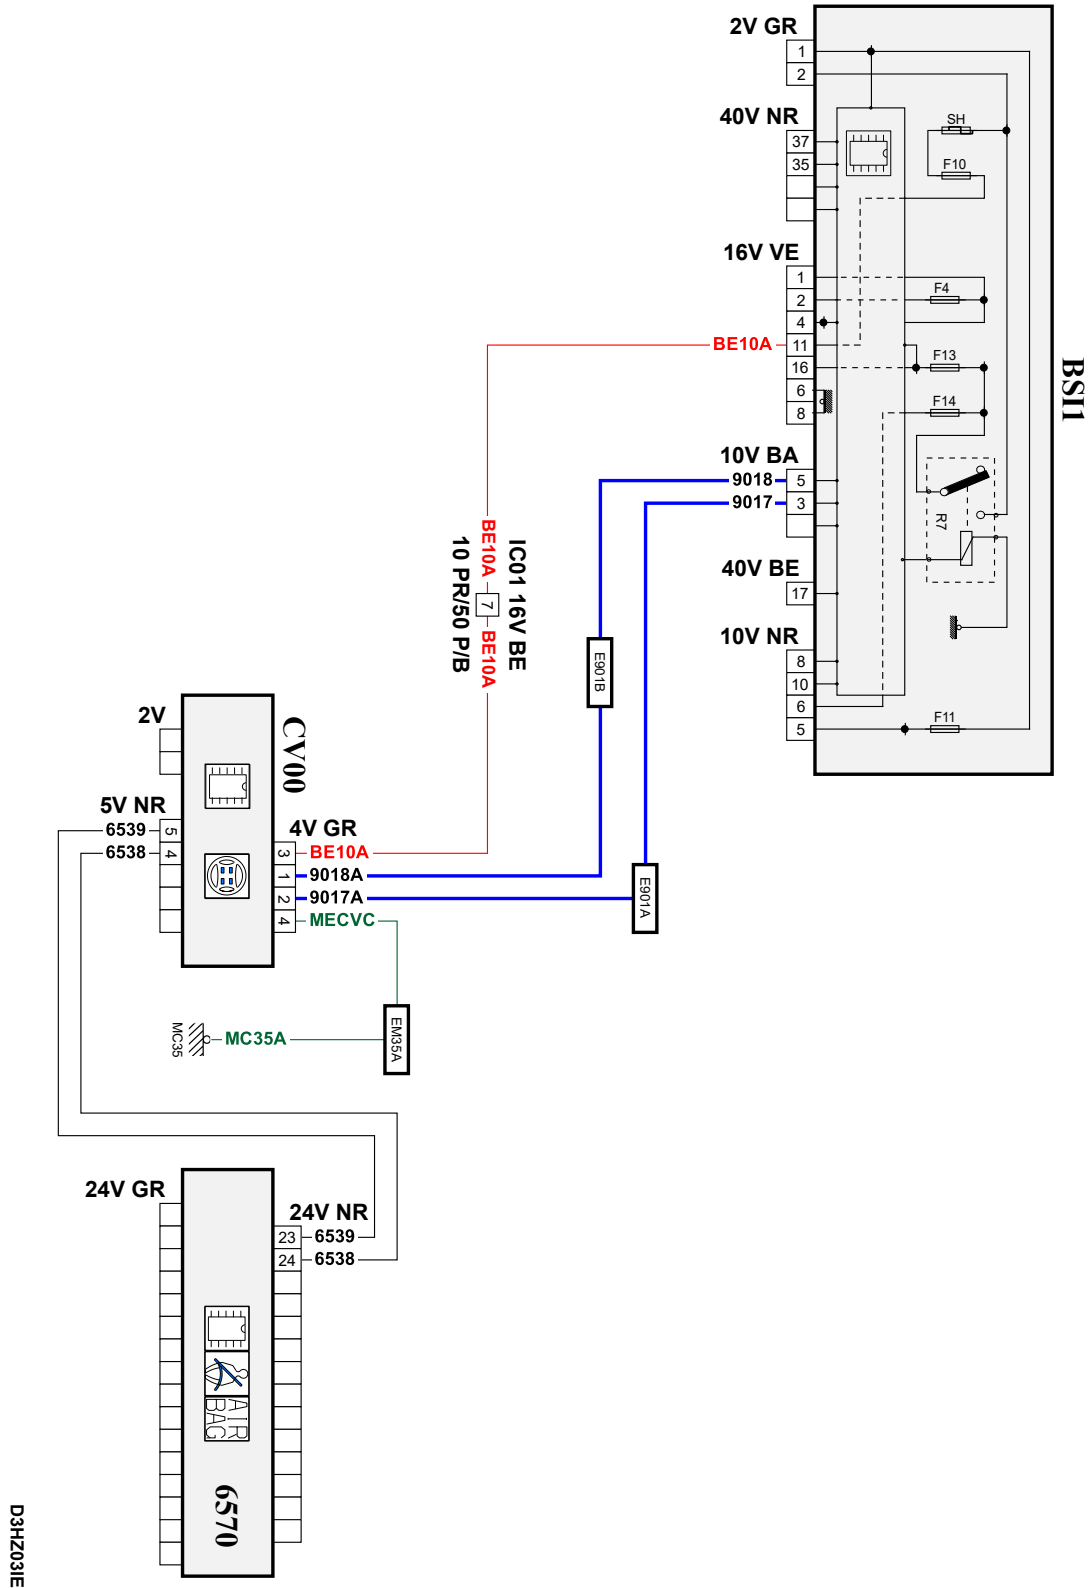 BSI1
2V GR
1
2
40V NR
37
35
SH
F10
16V VE
1
2
4
11
16
6
8
F4
F13
F14
BE10A
10V BA
9018
5
9017
3
R7
40V BE
17
10V NR
8
10
6
5
F11
BE10A
7
BE10A
IC01 16V BE
10 PR/50 P/B
E901B
E901A
CV00
2V
5V NR
6539
5
6538
4
4V GR
3
BE10A
1
9018A
2
9017A
4
MECVC
EM35A
MC35A
MC35
24V GR
24V NR
23
6539
24
6538
AIR
BAG
6570
D3HZ03IE